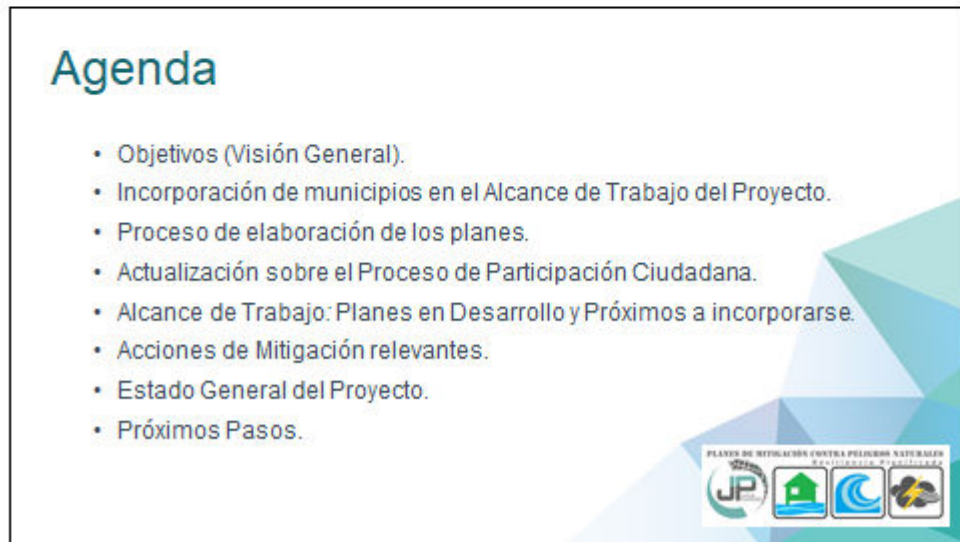 Agenda
• Objetivos (Visión General).
• Incorporación de municipios en el Alcance de Trabajo del Proyecto.
• Proceso de elaboración de los planes.
• Actualización sobre el Proceso de Participación Ciudadana.
• Alcance de Trabajo: Planes en Desarrollo y Próximos a incorporarse.
• Acciones de Mitigación relevantes.
• Estado General del Proyecto.
• Próximos Pasos.
PLANES DE MITIGACIÓN CONTRA PELIGROS NATURALES
Resiliencia Planificada
JP